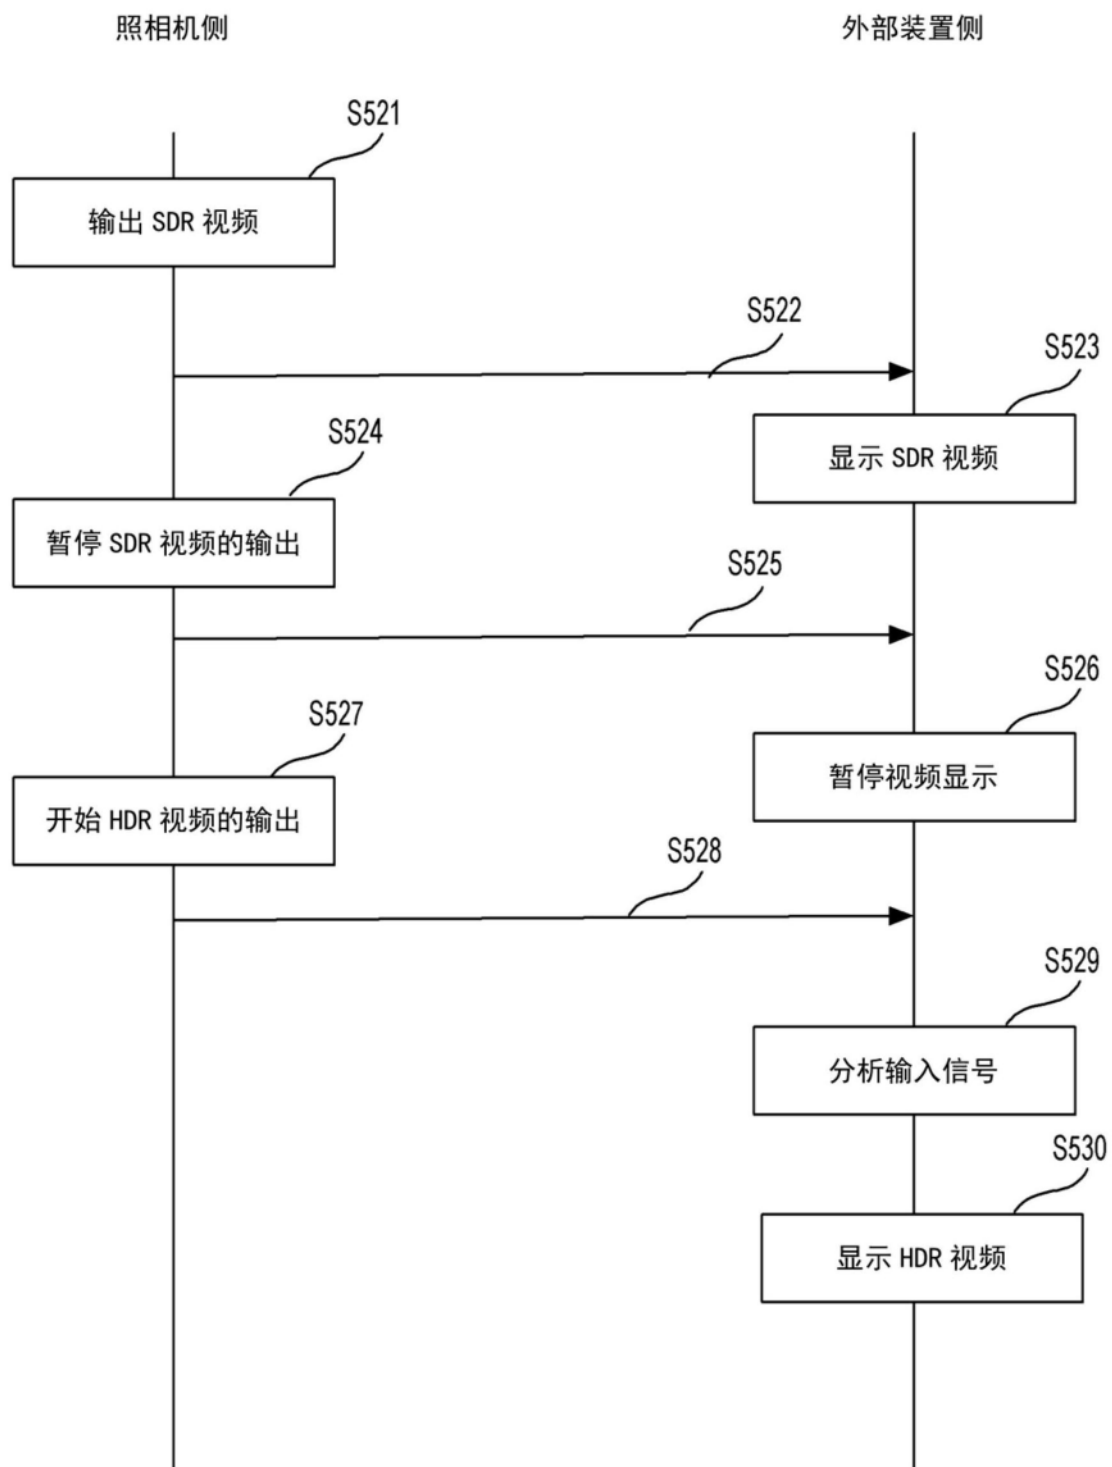 照相机侧
外部装置侧
S521
输出 SDR 视频
S522
S523
显示 SDR 视频
S524
暂停 SDR 视频的输出
S525
S526
暂停视频显示
S527
开始 HDR 视频的输出
S528
S529
分析输入信号
S530
显示 HDR 视频